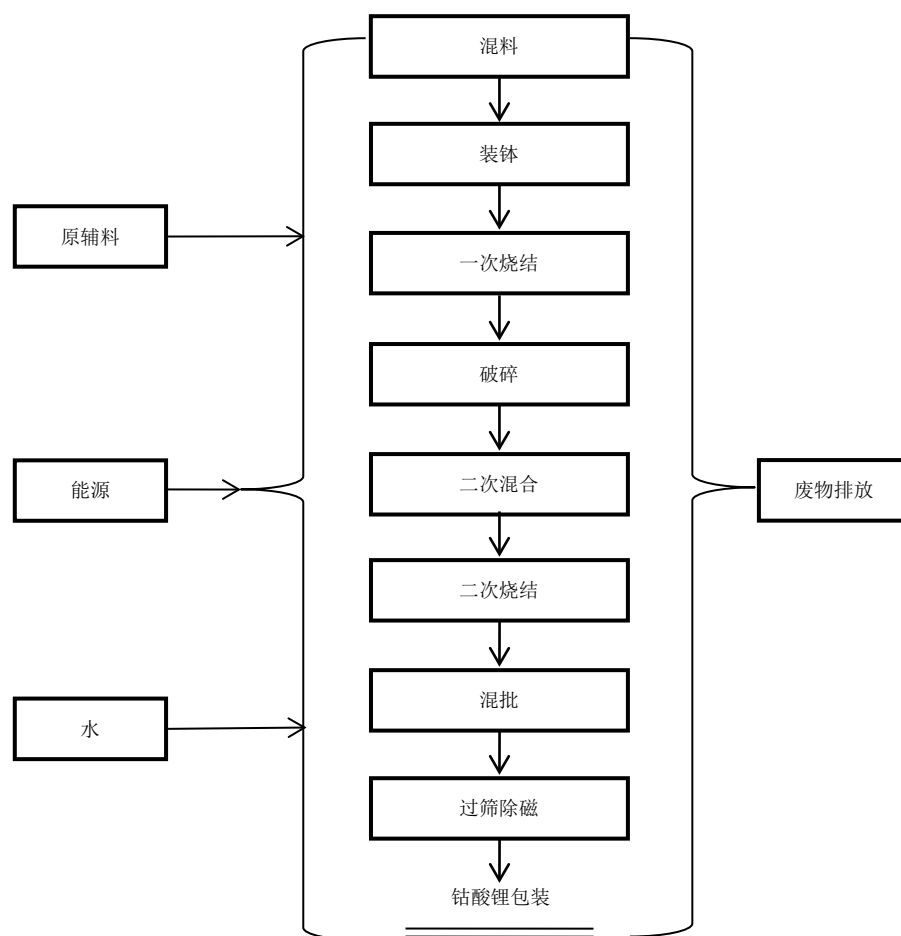 混料
装钵
原辅料
一次烧结
破碎
能源
二次混合
废物排放
二次烧结
水
混批
过筛除磁
钴酸锂包装